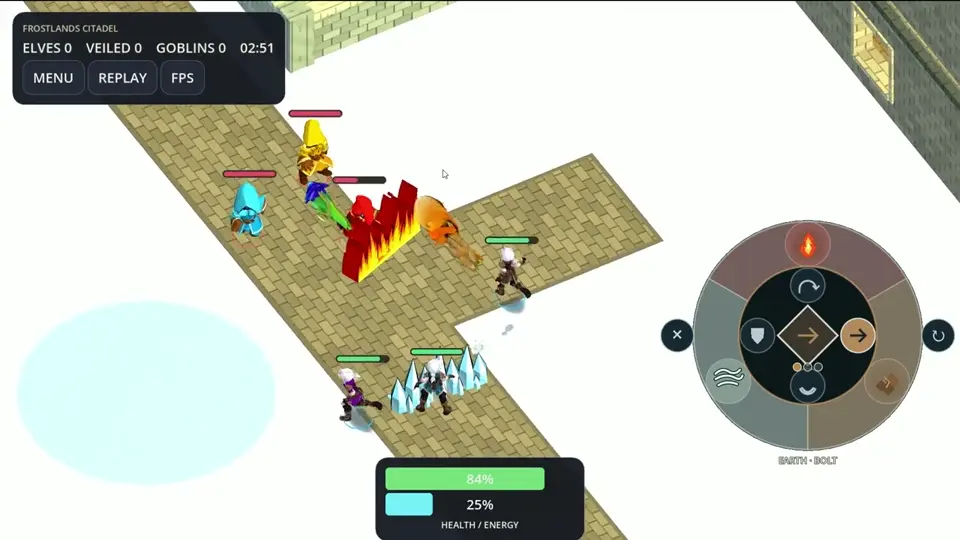 FROSTLANDS CITADEL
ELVES 0 VEILED 0 GOBLINS 0 02:51
MENU REPLAY FPS
EARTH • BOLT
84%
25%
HEALTH / ENERGY